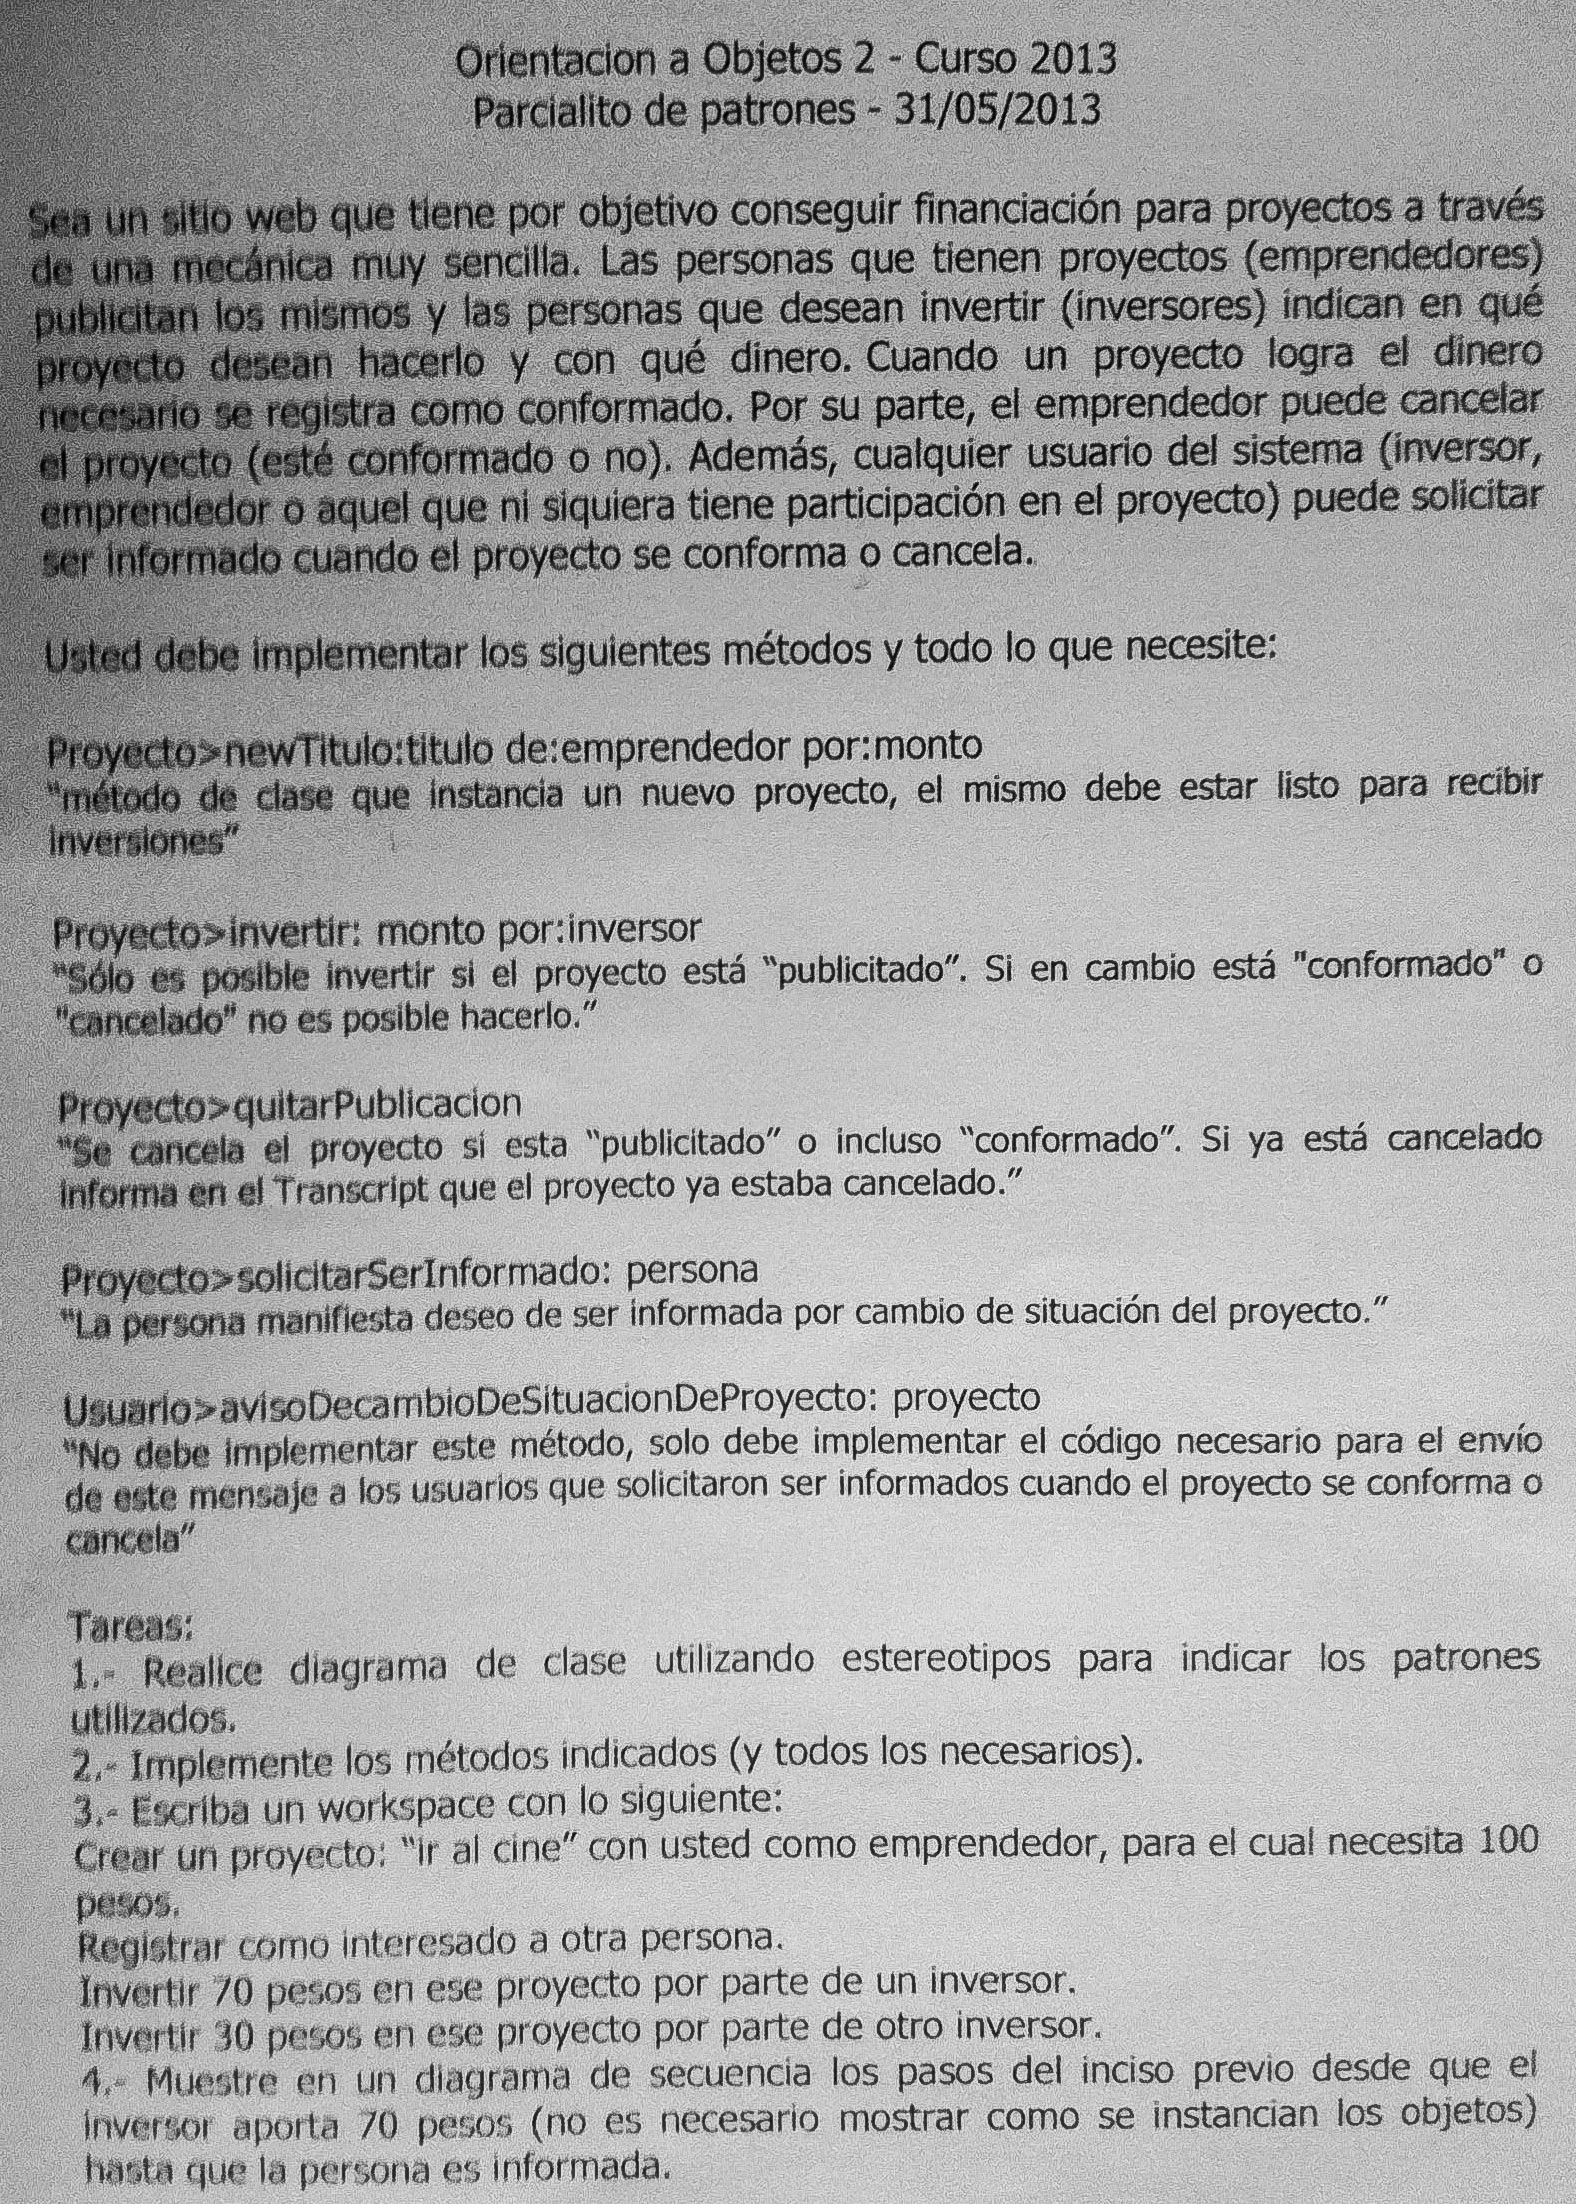 Orientacion a Objetos 2 - Curso 2013
Parcialito de patrones - 31/05/2013
Sea un sitio web que tiene por objetivo conseguir financiación para proyectos a través
de una mecánica muy sencilla. Las personas que tienen proyectos (emprendedores)
publicitan los mismos y las personas que desean invertir (inversores) indican en qué
proyecto desean hacerlo y con qué dinero. Cuando un proyecto logra el dinero
necesario se registra como conformado. Por su parte, el emprendedor puede cancelar
el proyecto (esté conformado o no). Además, cualquier usuario del sistema (inversor,
emprendedor o aquel que ni siquiera tiene participación en el proyecto) puede solicitar
ser informado cuando el proyecto se conforma o cancela.
Usted debe implementar los siguientes métodos y todo lo que necesite:
Proyecto>newTitulo:titulo de:emprendedor por:monto
"método de clase que instancia un nuevo proyecto, el mismo debe estar listo para recibir
inversiones”
Proyecto>invertir: monto por:inversor
"Sólo es posible invertir si el proyecto está “publicitado”. Si en cambio está "conformado" o
"cancelado" no es posible hacerlo.”
Proyecto>quitarPublicacion
"Se cancela el proyecto si esta “publicitado” o incluso “conformado”. Si ya está cancelado
informa en el Transcript que el proyecto ya estaba cancelado.”
Proyecto>solicitarSerInformado: persona
“La persona manifiesta deseo de ser informada por cambio de situación del proyecto.”
Usuario>avisoDecambioDeSituacionDeProyecto: proyecto
“No debe implementar este método, solo debe implementar el código necesario para el envío
de este mensaje a los usuarios que solicitaron ser informados cuando el proyecto se conforma o
cancela”
Tareas:
1.- Realice diagrama de clase utilizando estereotipos para indicar los patrones
utilizados.
2.- Implemente los métodos indicados (y todos los necesarios).
3.- Escriba un workspace con lo siguiente:
Crear un proyecto: “ir al cine” con usted como emprendedor, para el cual necesita 100
pesos.
Registrar como interesado a otra persona.
Invertir 70 pesos en ese proyecto por parte de un inversor.
Invertir 30 pesos en ese proyecto por parte de otro inversor.
4.- Muestre en un diagrama de secuencia los pasos del inciso previo desde que el
inversor aporta 70 pesos (no es necesario mostrar como se instancian los objetos)
hasta que la persona es informada.